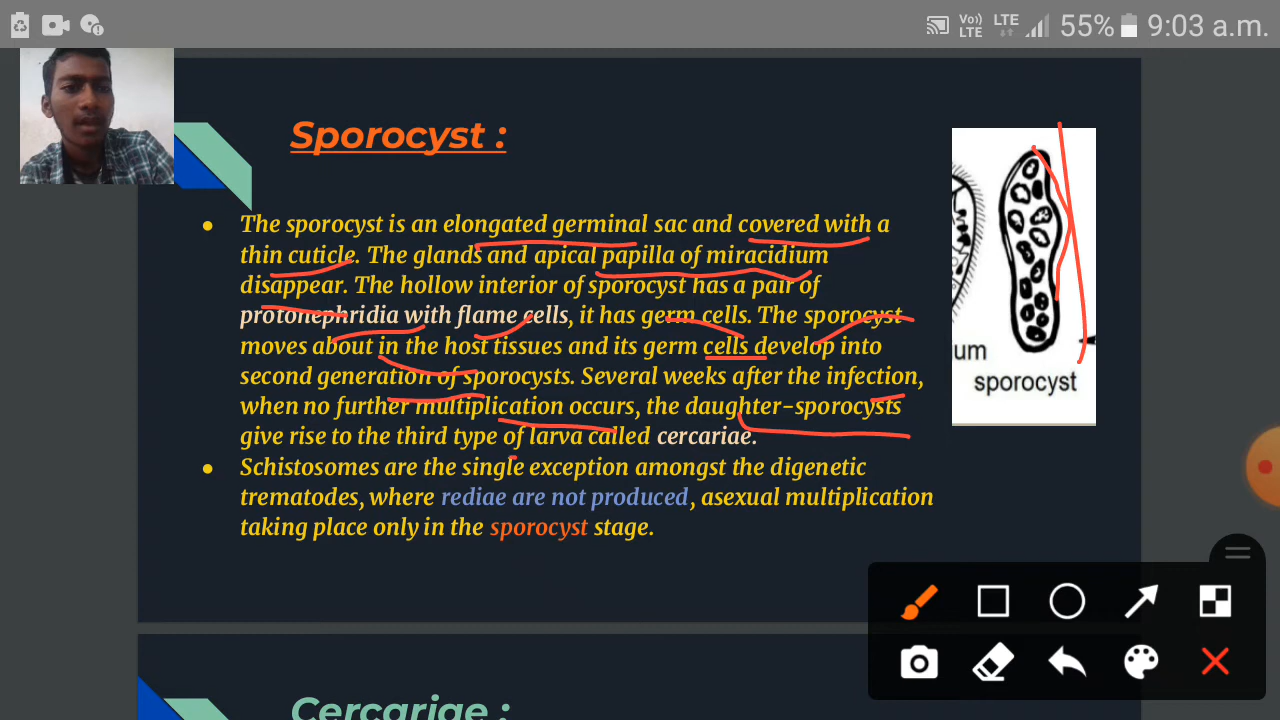 Vo)) LTE LTE 55% 9:03 a.m.
Sporocyst :
The sporocyst is an elongated germinal sac and covered with a
thin cuticle. The glands and apical papilla of miracidium
disappear. The hollow interior of sporocyst has a pair of
protonephridia with flame cells, it has germ cells. The sporocyst
moves about in the host tissues and its germ cells develop into
second generation of sporocysts. Several weeks after the infection,
when no further multiplication occurs, the daughter-sporocysts
give rise to the third type of larva called cercariae.
Schistosomes are the single exception amongst the digenetic
trematodes, where rediae are not produced, asexual multiplication
taking place only in the sporocyst stage.
um
sporocyst
Cercariae :